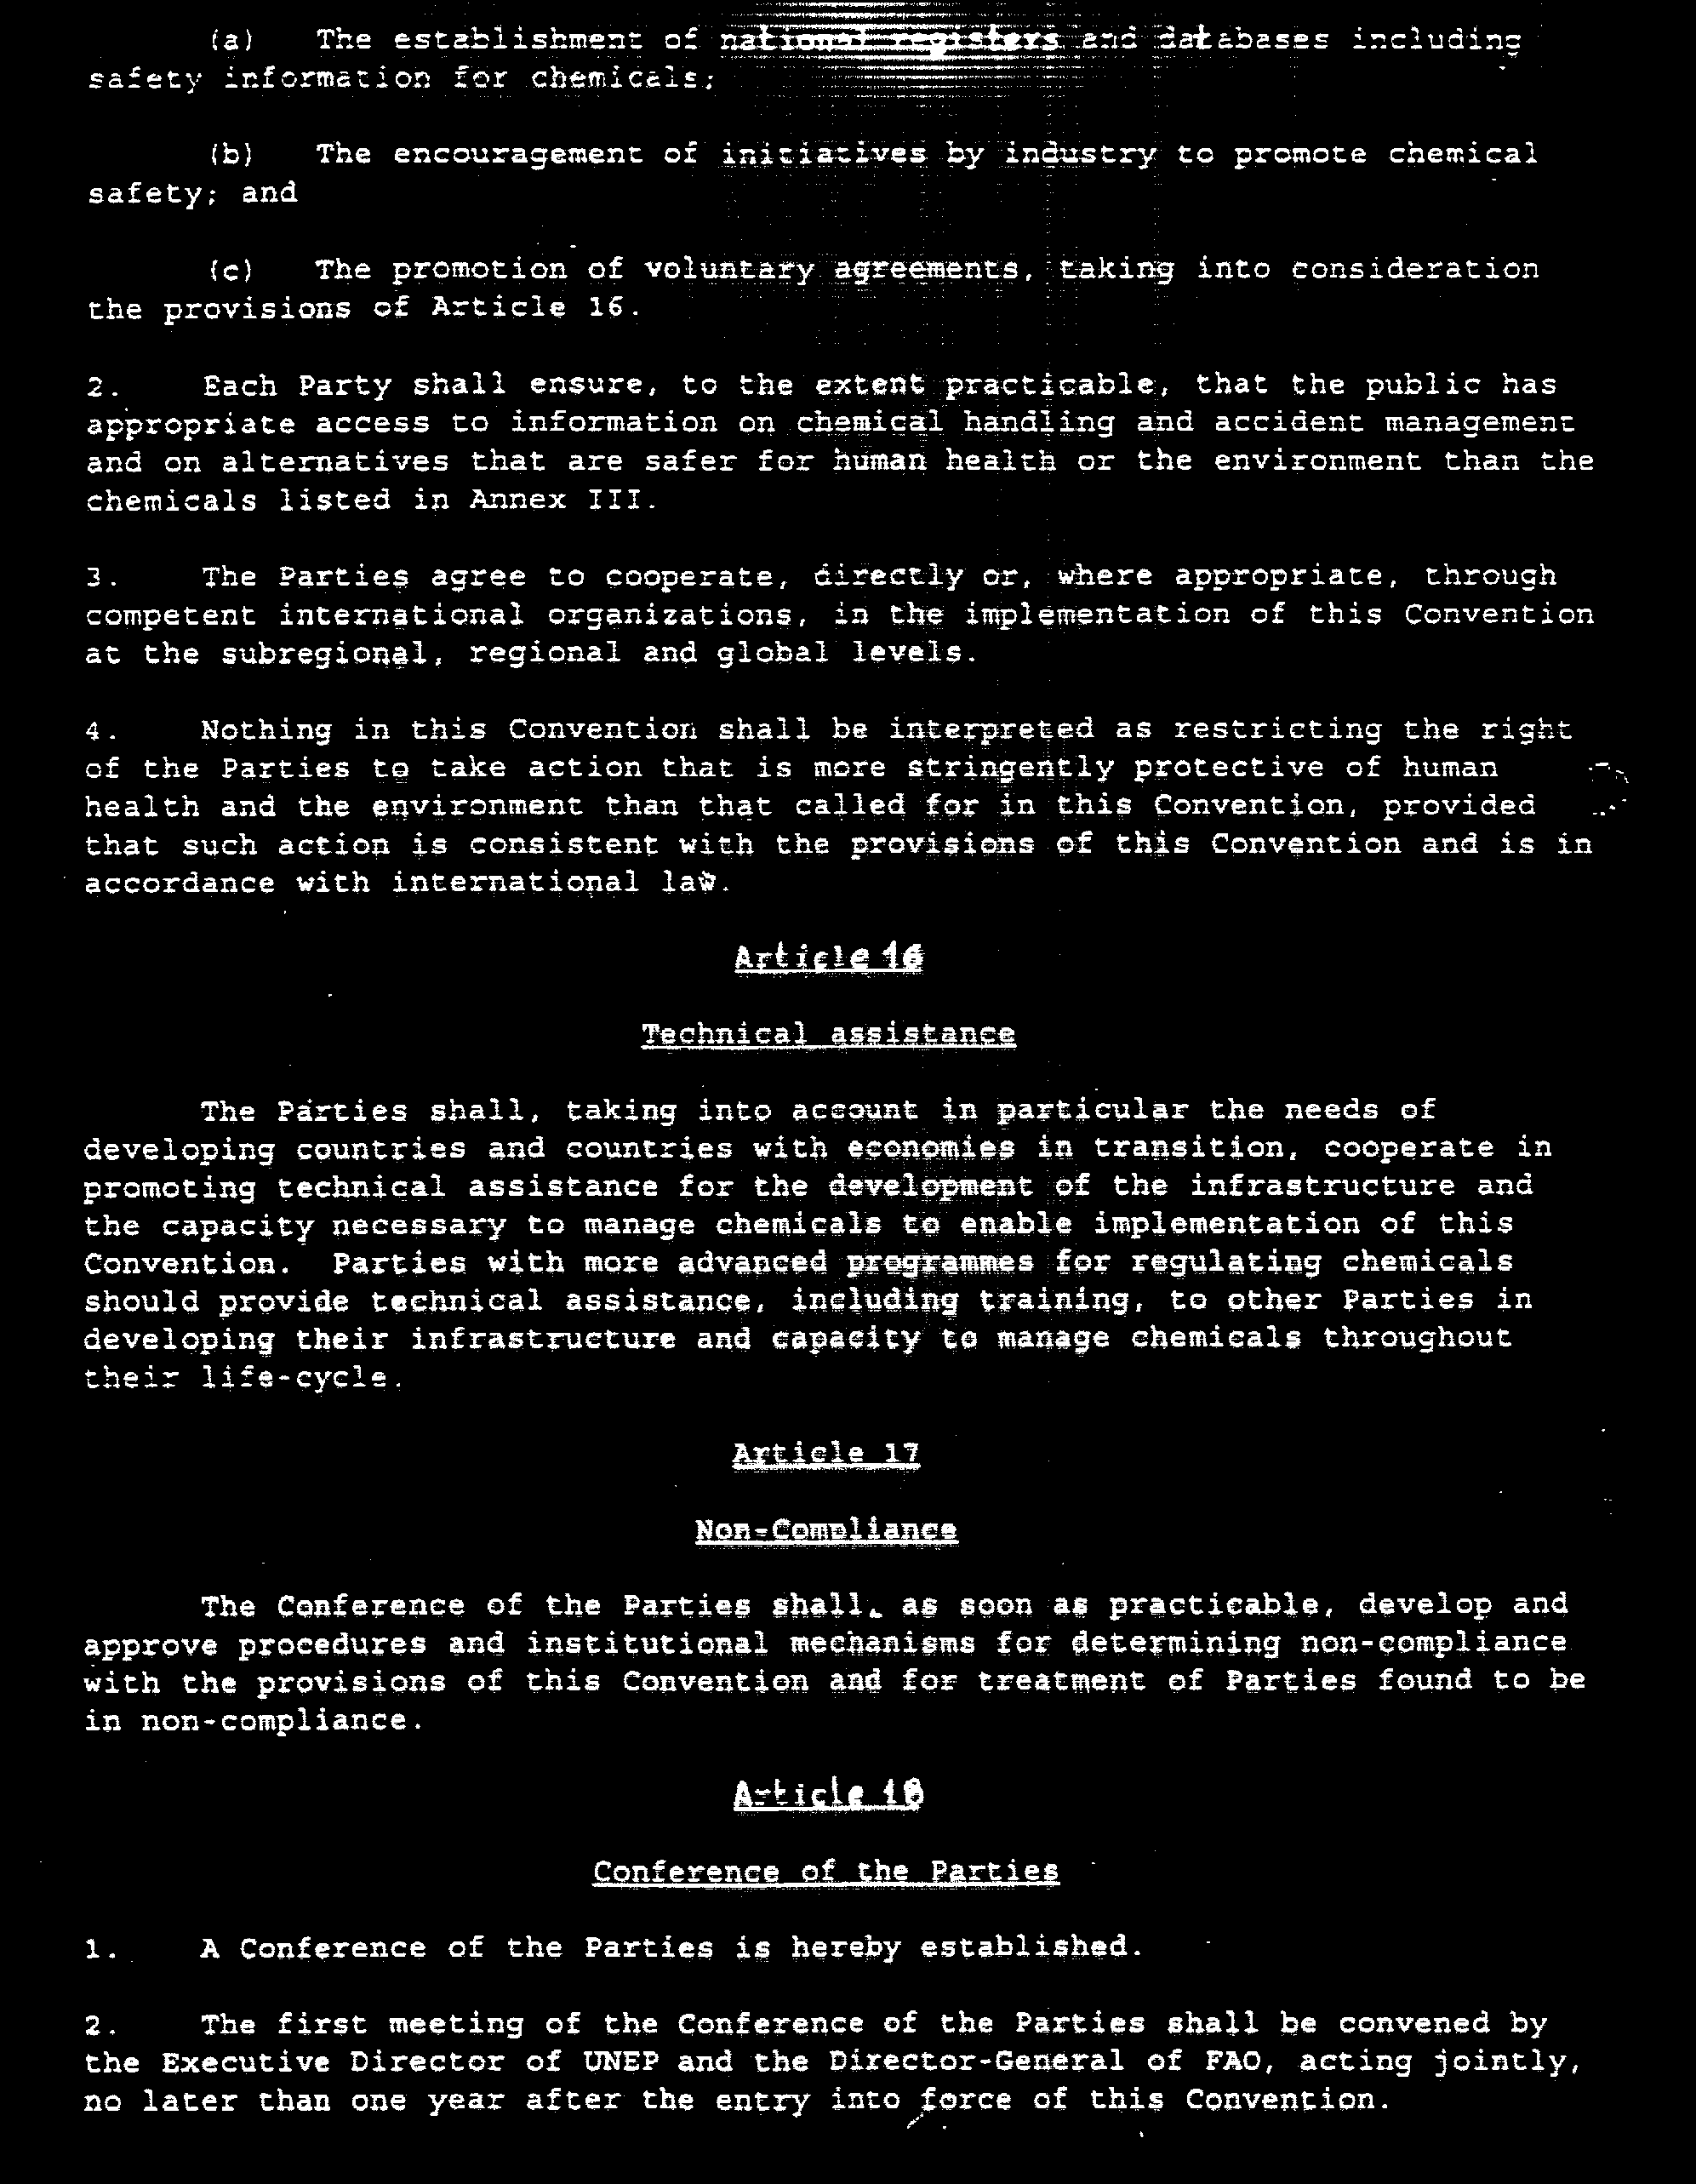 (a) The establishment of national registers and databases including
safety information for chemicals;
(b) The encouragement of initiatives by industry to promote chemical
safety; and
(c) The promotion of voluntary agreements, taking into consideration
the provisions of Article 16.
2. Each Party shall ensure, to the extent practicable, that the public has
appropriate access to information on chemical handling and accident management
and on alternatives that are safer for human health or the environment than the
chemicals listed in Annex III.
3. The Parties agree to cooperate, directly or, where appropriate, through
competent international organizations, in the implementation of this Convention
at the subregional, regional and global levels.
4. Nothing in this Convention shall be interpreted as restricting the right
of the Parties to take action that is more stringently protective of human
health and the environment than that called for in this Convention, provided
that such action is consistent with the provisions of this Convention and is in
accordance with international law.
Article 16
Technical assistance
The Parties shall, taking into account in particular the needs of
developing countries and countries with economies in transition, cooperate in
promoting technical assistance for the development of the infrastructure and
the capacity necessary to manage chemicals to enable implementation of this
Convention. Parties with more advanced programmes for regulating chemicals
should provide technical assistance, including training, to other Parties in
developing their infrastructure and capacity to manage chemicals throughout
their life-cycle.
Article 17
Non-Compliance
The Conference of the Parties shall, as soon as practicable, develop and
approve procedures and institutional mechanisms for determining non-compliance
with the provisions of this Convention and for treatment of Parties found to be
in non-compliance.
Article 18
Conference of the Parties
1. A Conference of the Parties is hereby established.
2. The first meeting of the Conference of the Parties shall be convened by
the Executive Director of UNEP and the Director-General of FAO, acting jointly,
no later than one year after the entry into force of this Convention.